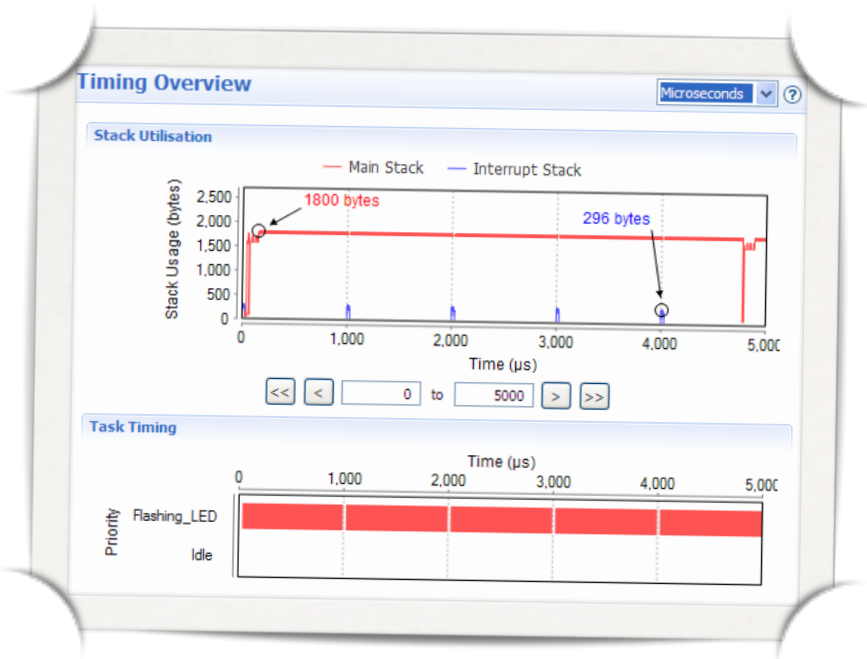 Timing Overview
Microseconds
?
Stack Utilisation
Main Stack Interrupt Stack
Stack Usage (bytes)
2,500
2,000
1,500
1,000
500
0
1800 bytes
296 bytes
0 1,000 2,000 3,000 4,000 5,000
Time (µs)
<< < 0 to 5000 > >>
Task Timing
Time (µs)
0 1,000 2,000 3,000 4,000 5,000
Priority
Flashing_LED
Idle